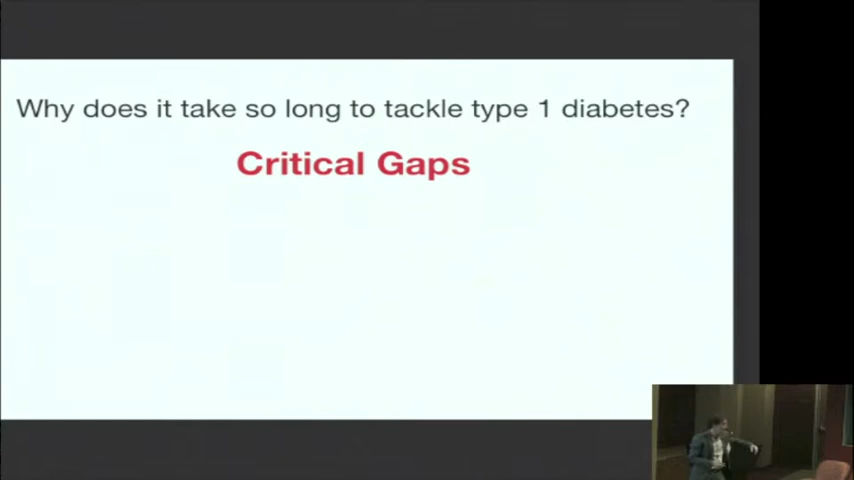 Why does it take so long to tackle type 1 diabetes?
Critical Gaps